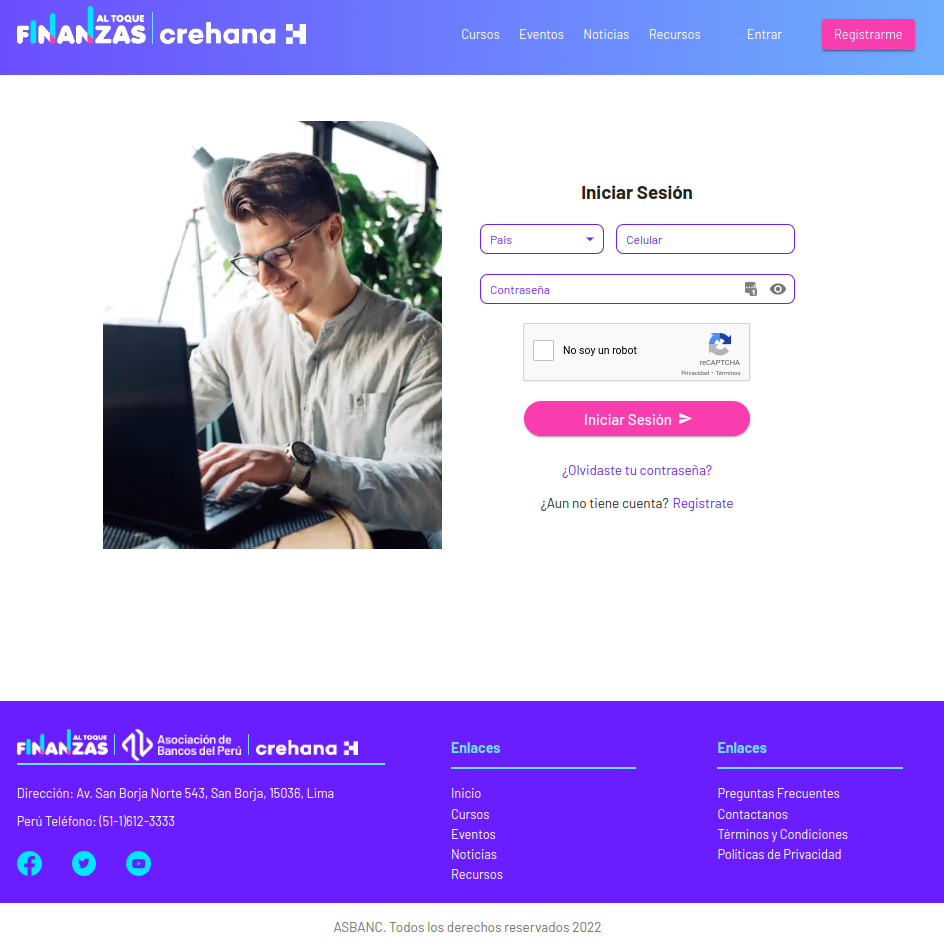 FINANZAS AL TOQUE crehana
Cursos Eventos Noticias Recursos Entrar Registrarme
Iniciar Sesión
Pais Celular
Contraseña
No soy un robot
reCAPTCHA
Privacidad - Términos
Iniciar Sesión
¿Olvidaste tu contraseña?
¿Aun no tiene cuenta? Registrate
FINANZAS AL TOQUE Asociación de Bancos del Perú crehana
Dirección: Av. San Borja Norte 543, San Borja, 15036, Lima
Perú Teléfono: (51-1)612-3333
Enlaces
Inicio
Cursos
Eventos
Noticias
Recursos
Enlaces
Preguntas Frecuentes
Contactanos
Términos y Condiciones
Políticas de Privacidad
ASBANC. Todos los derechos reservados 2022